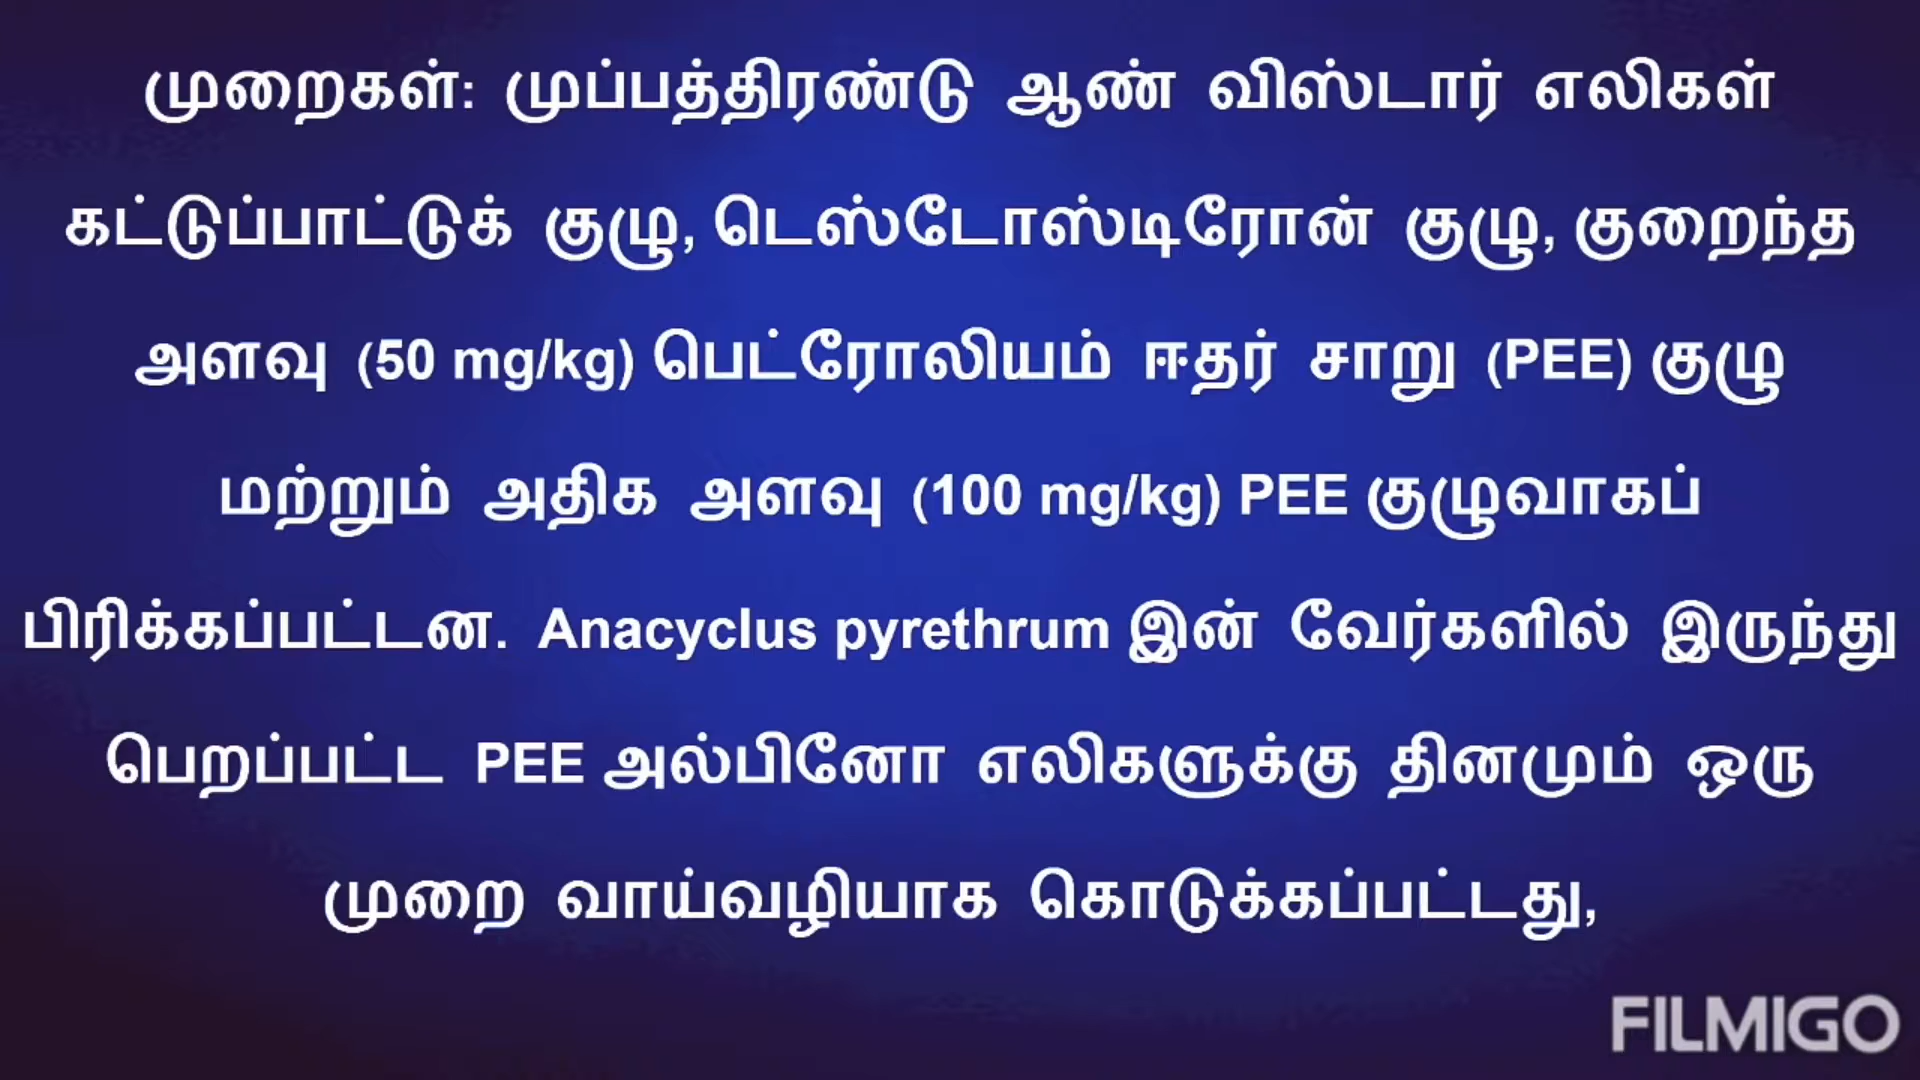 முறைகள்: முப்பத்திரண்டு ஆண் விஸ்டார் எலிகள்
கட்டுப்பாட்டுக் குழு, டெஸ்டோஸ்டிரோன் குழு, குறைந்த
அளவு (50 mg/kg) பெட்ரோலியம் ஈதர் சாறு (PEE) குழு
மற்றும் அதிக அளவு (100 mg/kg) PEE குழுவாகப்
பிரிக்கப்பட்டன. Anacyclus pyrethrum இன் வேர்களில் இருந்து
பெறப்பட்ட PEE அல்பினோ எலிகளுக்கு தினமும் ஒரு
முறை வாய்வழியாக கொடுக்கப்பட்டது,
FILMIGO